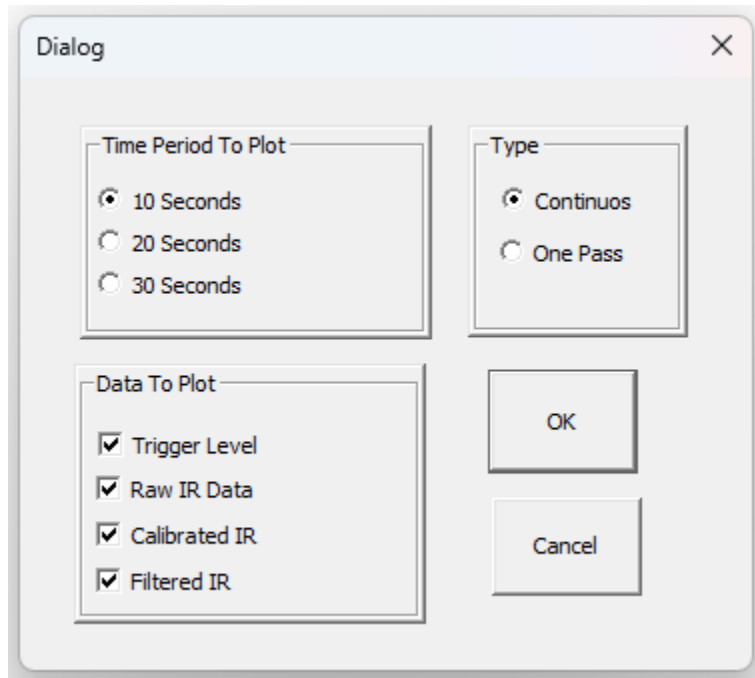 Dialog
Time Period To Plot
10 Seconds
20 Seconds
30 Seconds
Type
Continuos
One Pass
Data To Plot
Trigger Level
Raw IR Data
Calibrated IR
Filtered IR
OK
Cancel